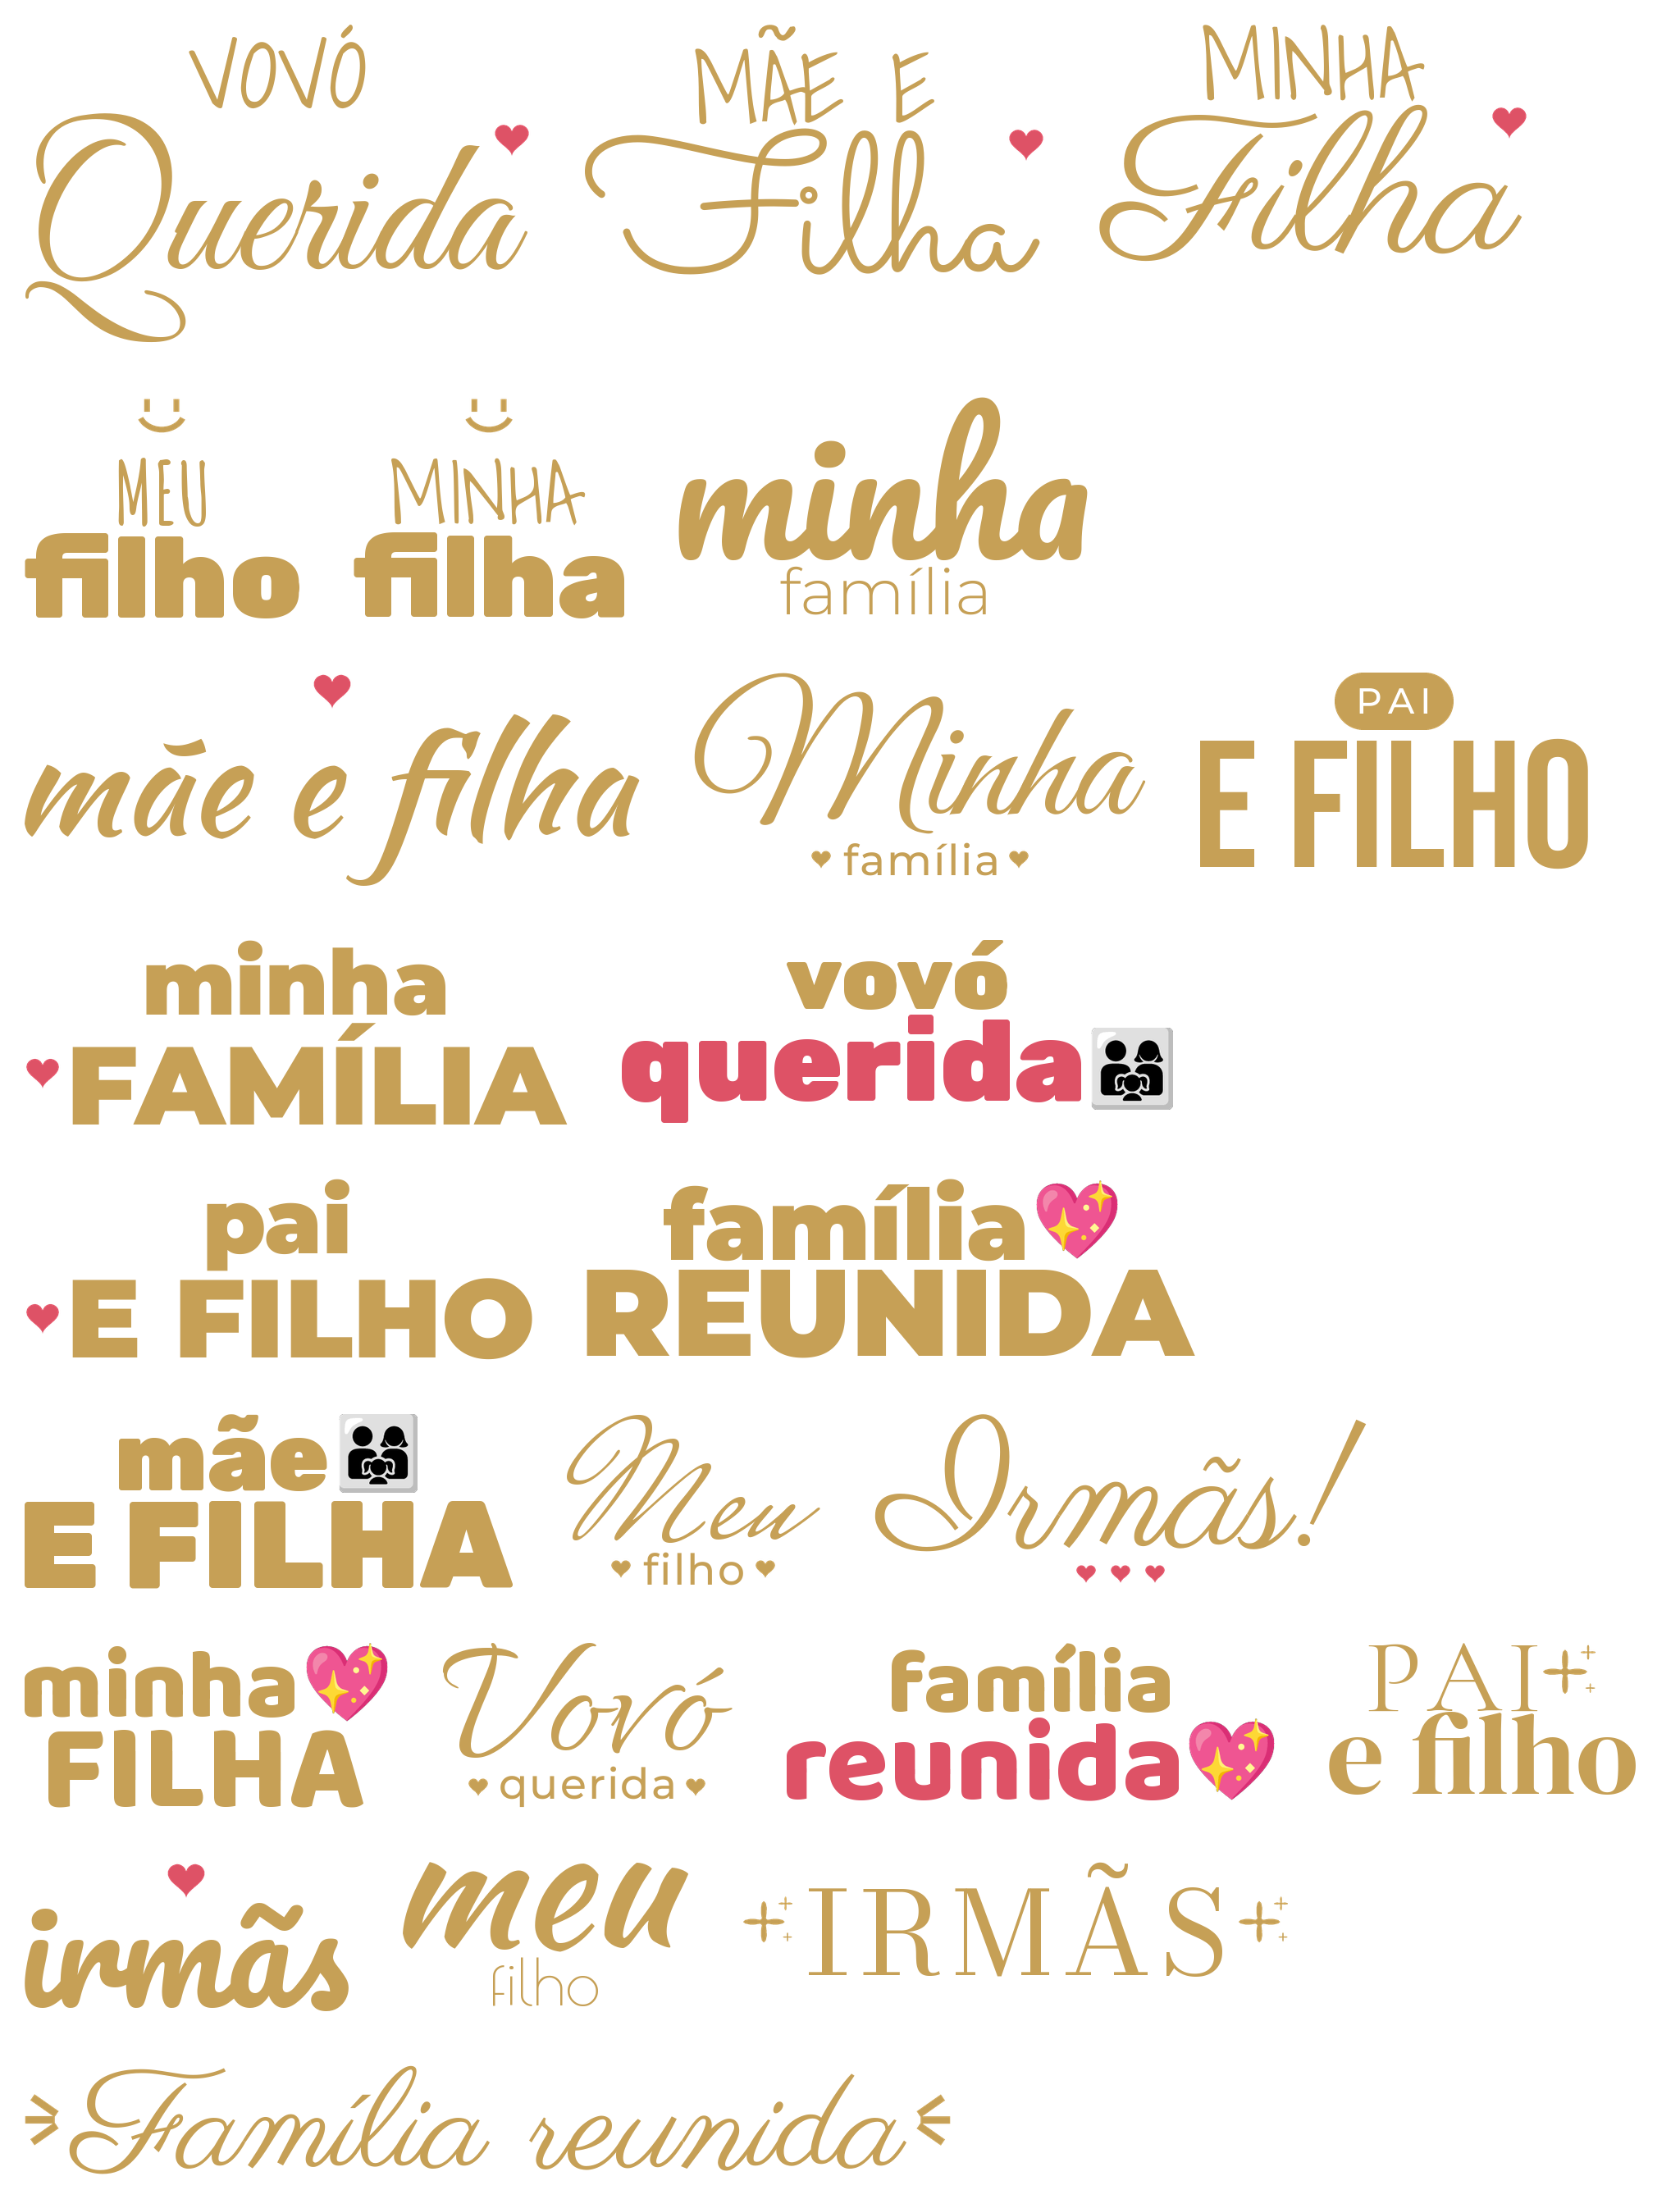 VOVÓ
Querida
MÃE E
Filha
MINHA
Filha
MEU
filho
MINHA
filha
minha
família
mãe e filha
Minha
família
PAI
E FILHO
minha
FAMÍLIA
vovó
querida
pai
E FILHO
família
REUNIDA
mãe
E FILHA
Meu
filho
Irmãs!
minha
FILHA
Vovó
querida
família
reunida
PAI
e filho
irmãs
meu
filho
IRMÃS
Família reunida